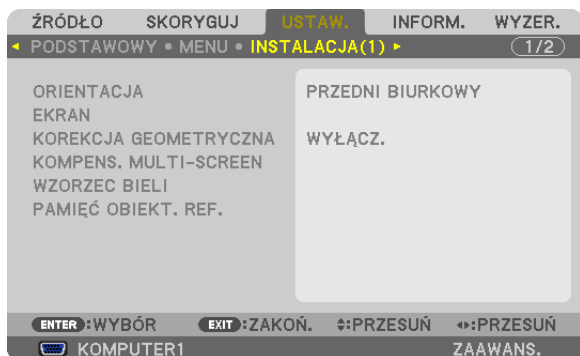 ŹRÓDŁO SKORYGUJ USTAW. INFORM. WYZER.
PODSTAWOWY • MENU • INSTALACJA(1) 1/2
ORIENTACJA PRZEDNI BIURKOWY
EKRAN
KOREKCJA GEOMETRYCZNA WYŁĄCZ.
KOMPENS. MULTI-SCREEN
WZORZEC BIELI
PAMIĘĆ OBIEKT. REF.
ENTER :WYBÓR EXIT :ZAKOŃ. :PRZESUŃ :PRZESUŃ
KOMPUTER1 ZAAWANS.